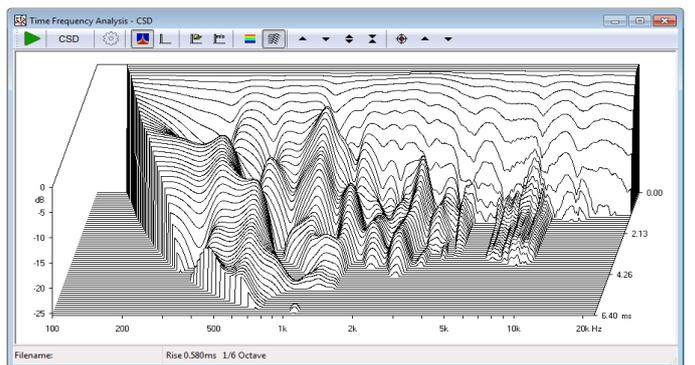 Time Frequency Analysis - CSD
CSD
0
dB
-5
-10
-15
-20
-25
0.00
2.13
4.26
6.40 ms
100 200 500 1k 2k 5k 10k 20k Hz
Filename: Rise 0.580ms 1/6 Octave